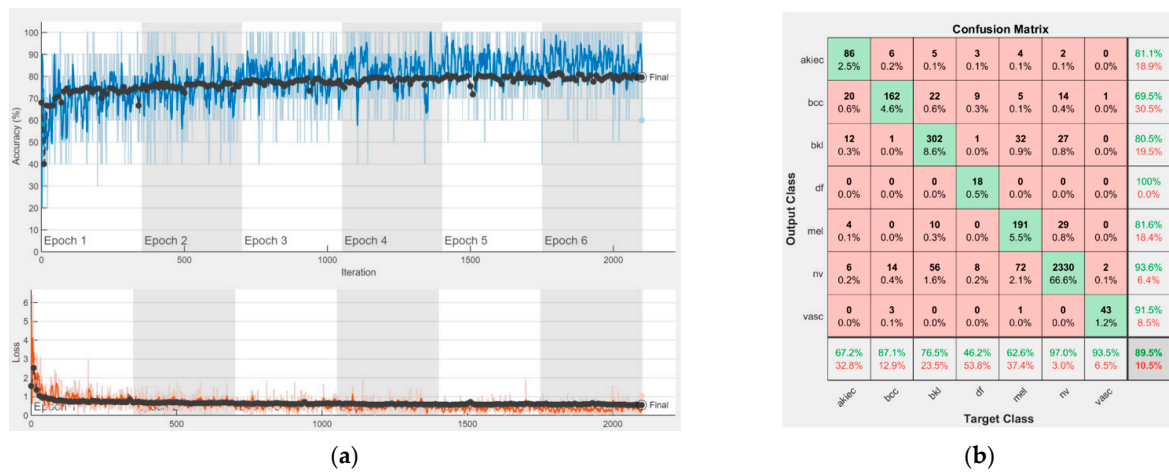 100
90
80
70
60
50
40
30
20
10
0
Accuracy (%)
Final
Epoch 1 Epoch 2 Epoch 3 Epoch 4 Epoch 5 Epoch 6
0 500 1000 1500 2000
Iteration
6
5
4
3
2
1
0
Loss
Final
0 500 1000 1500 2000
(a)
Confusion Matrix
akiec 86 6 5 3 4 2 0 81.1%
2.5% 0.2% 0.1% 0.1% 0.1% 0.1% 0.0% 18.9%
bcc 20 162 22 9 5 14 1 69.5%
0.6% 4.6% 0.6% 0.3% 0.1% 0.4% 0.0% 30.5%
bkl 12 1 302 1 32 27 0 80.5%
0.3% 0.0% 8.6% 0.0% 0.9% 0.8% 0.0% 19.5%
df 0 0 0 18 0 0 0 100%
0.0% 0.0% 0.0% 0.5% 0.0% 0.0% 0.0% 0.0%
mel 4 0 10 0 191 29 0 81.6%
0.1% 0.0% 0.3% 0.0% 5.5% 0.8% 0.0% 18.4%
nv 6 14 56 8 72 2330 2 93.6%
0.2% 0.4% 1.6% 0.2% 2.1% 66.6% 0.1% 6.4%
vasc 0 3 0 0 1 0 43 91.5%
0.0% 0.1% 0.0% 0.0% 0.0% 0.0% 1.2% 8.5%
67.2% 87.1% 76.5% 46.2% 62.6% 97.0% 93.5% 89.5%
32.8% 12.9% 23.5% 53.8% 37.4% 3.0% 6.5% 10.5%
akiec bcc bkl df mel nv vasc
Output Class
Target Class
(b)